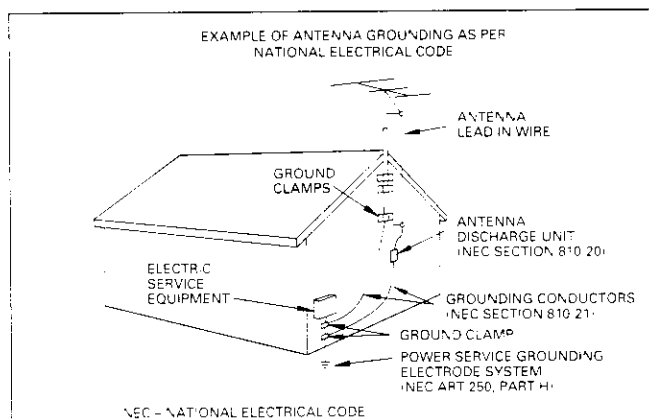 EXAMPLE OF ANTENNA GROUNDING AS PER
NATIONAL ELECTRICAL CODE
ANTENNA
LEAD IN WIRE
GROUND
CLAMPS
ANTENNA
DISCHARGE UNIT
(NEC SECTION 810 20)
ELECTRIC
SERVICE
EQUIPMENT
GROUNDING CONDUCTORS
(NEC SECTION 810 21)
GROUND CLAMP
POWER SERVICE GROUNDING
ELECTRODE SYSTEM
(NEC ART 250, PART H)
NEC – NATIONAL ELECTRICAL CODE